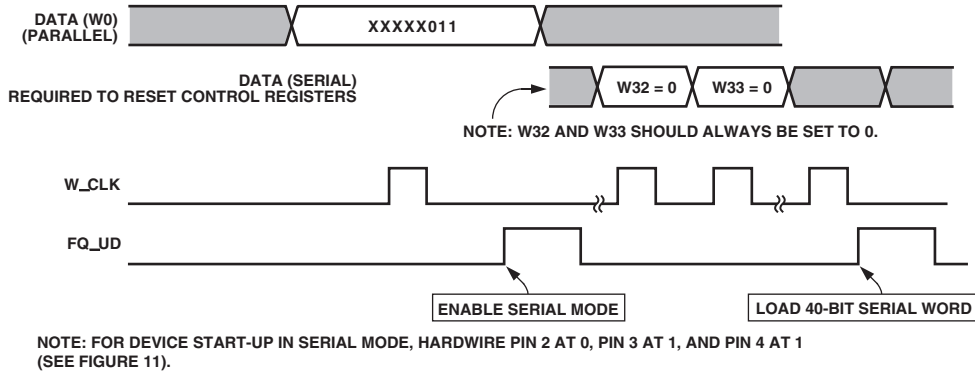 DATA (W0)
(PARALLEL)
XXXXX011
DATA (SERIAL)
REQUIRED TO RESET CONTROL REGISTERS
W32 = 0
W33 = 0
NOTE: W32 AND W33 SHOULD ALWAYS BE SET TO 0.
W_CLK
FQ_UD
ENABLE SERIAL MODE
LOAD 40-BIT SERIAL WORD
NOTE: FOR DEVICE START-UP IN SERIAL MODE, HARDWIRE PIN 2 AT 0, PIN 3 AT 1, AND PIN 4 AT 1
(SEE FIGURE 11).